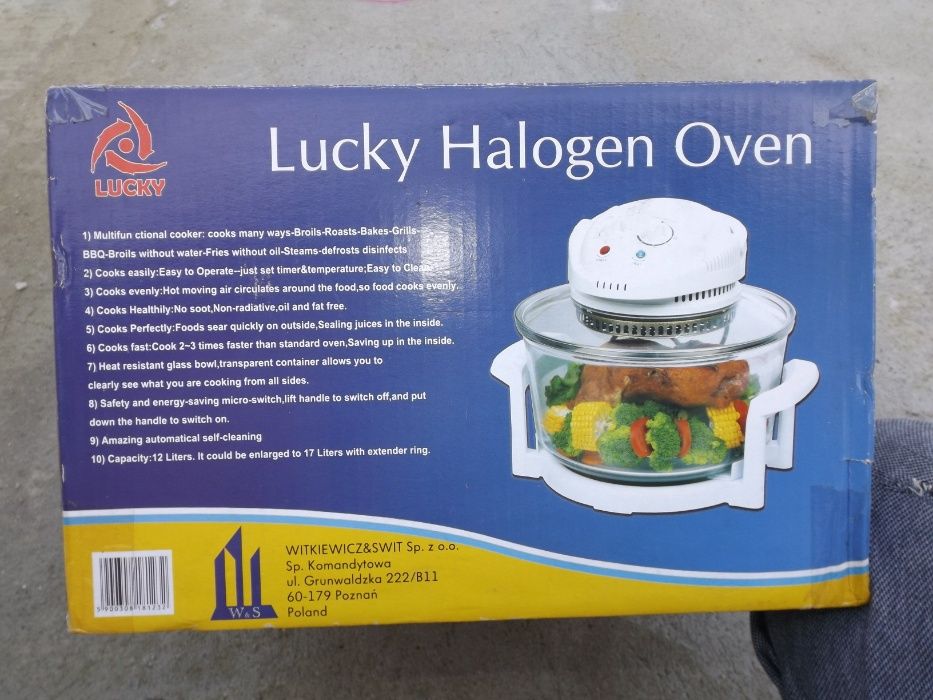 LUCKY
Lucky Halogen Oven
1) Multifun ctional cooker: cooks many ways-Broils-Roasts-Bakes-Grills-
BBQ-Broils without water-Fries without oil-Steams-defrosts disinfects
2) Cooks easily:Easy to Operate--just set timer&temperature;Easy to Clean
3) Cooks evenly:Hot moving air circulates around the food,so food cooks evenly.
4) Cooks Healthily:No soot,Non-radiative,oil and fat free.
5) Cooks Perfectly:Foods sear quickly on outside,Sealing juices in the inside.
6) Cooks fast:Cook 2~3 times faster than standard oven,Saving up in the inside.
7) Heat resistant glass bowl,transparent container allows you to
clearly see what you are cooking from all sides.
8) Safety and energy-saving micro-switch,lift handle to switch off,and put
down the handle to switch on.
9) Amazing automatical self-cleaning
10) Capacity:12 Liters. It could be enlarged to 17 Liters with extender ring.
W&S
WITKIEWICZ&SWIT Sp. z o.o.
Sp. Komandytowa
ul. Grunwaldzka 222/B11
60-179 Poznań
Poland
5 900308 181232